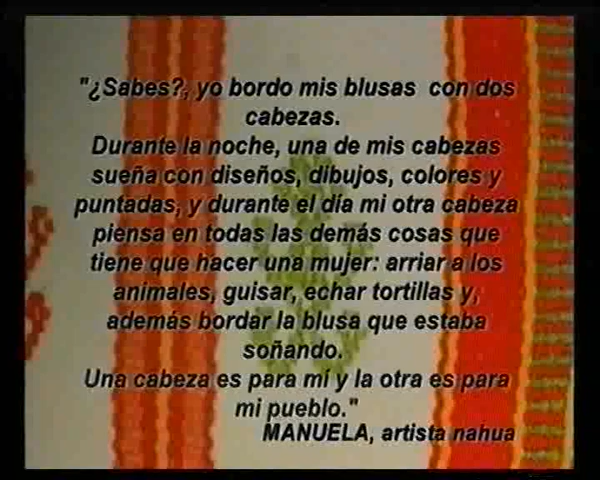 "¿Sabes?, yo bordo mis blusas con dos
cabezas.
Durante la noche, una de mis cabezas
sueña con diseños, dibujos, colores y
puntadas, y durante el día mi otra cabeza
piensa en todas las demás cosas que
tiene que hacer una mujer: arriar a los
animales, guisar, echar tortillas y,
además bordar la blusa que estaba
soñando.
Una cabeza es para mí y la otra es para
mi pueblo."
MANUELA, artista nahua